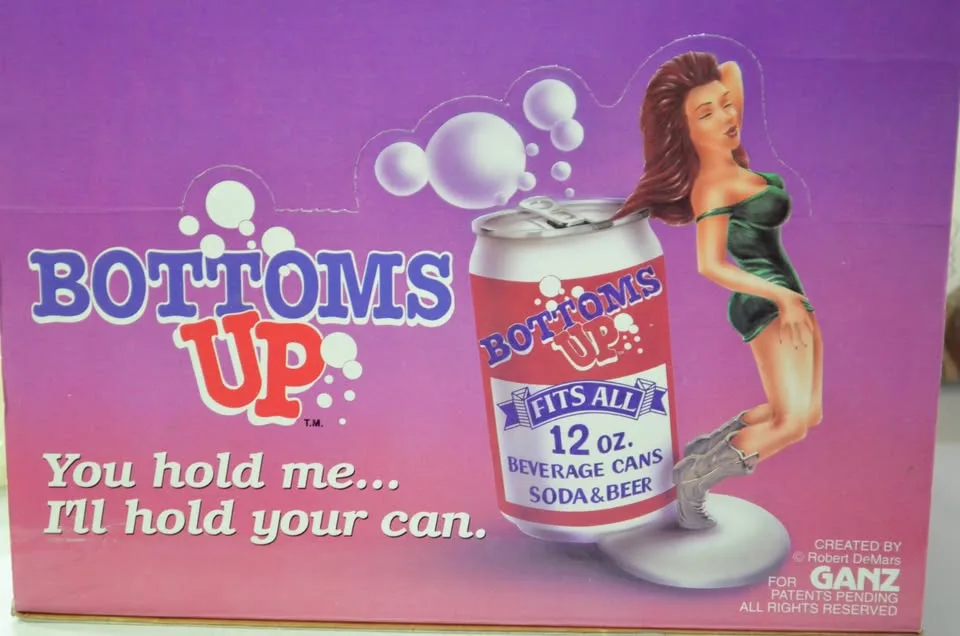 BOTTOMS
UP
T.M.
You hold me...
I'll hold your can.
BOTTOMS
UP
FITS ALL
12 oz.
BEVERAGE CANS
SODA & BEER
CREATED BY
© Robert DeMars
FOR GANZ
PATENTS PENDING
ALL RIGHTS RESERVED